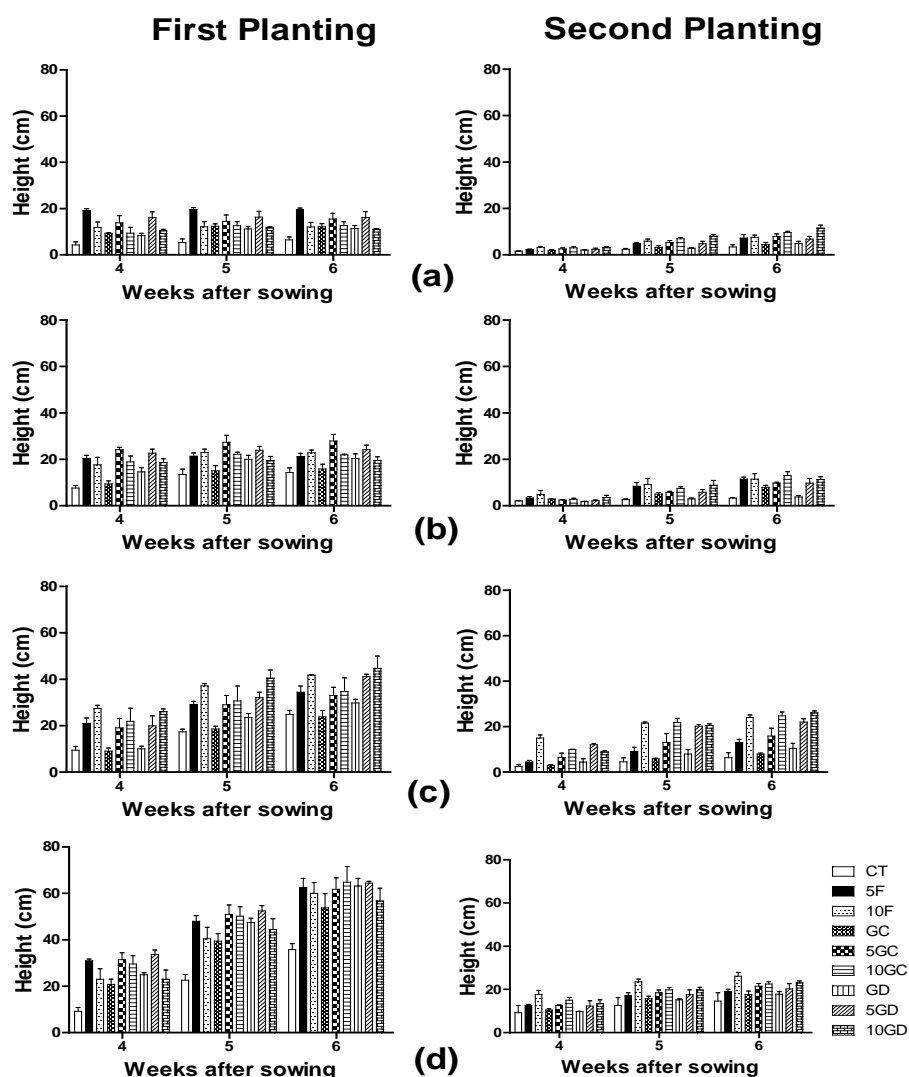 First Planting
Second Planting
80
60
40
20
0
Height (cm)
4
5
6
Weeks after sowing
80
60
40
20
0
Height (cm)
4
5
6
Weeks after sowing
(a)
80
60
40
20
0
Height (cm)
4
5
6
Weeks after sowing
80
60
40
20
0
Height (cm)
4
5
6
Weeks after sowing
(b)
80
60
40
20
0
Height (cm)
4
5
6
Weeks after sowing
80
60
40
20
0
Height (cm)
4
5
6
Weeks after sowing
(c)
80
60
40
20
0
Height (cm)
4
5
6
Weeks after sowing
80
60
40
20
0
Height (cm)
4
5
6
Weeks after sowing
(d)
CT
5F
10F
GC
5GC
10GC
GD
5GD
10GD